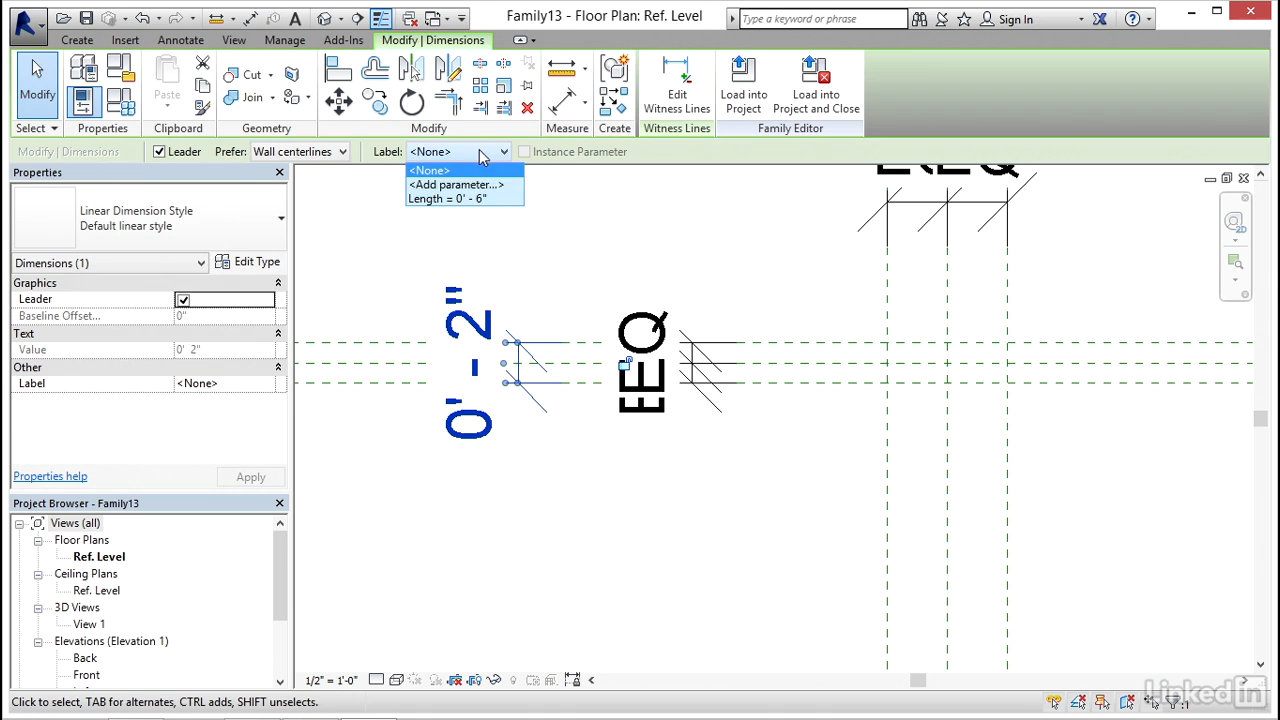 Family13 - Floor Plan: Ref. Level
Type a keyword or phrase
Sign In
Create
Insert
Annotate
View
Manage
Add-Ins
Modify | Dimensions
Modify
Paste
Cut
Join
Edit
Witness Lines
Load into
Project
Load into
Project and Close
Select
Properties
Clipboard
Geometry
Modify
Measure
Create
Witness Lines
Family Editor
Modify | Dimensions
Leader
Prefer:
Wall centerlines
Label:
<None>
Instance Parameter
<None>
<Add parameter...>
Length = 0' - 6"
Properties
Linear Dimension Style
Default linear style
Dimensions (1)
Edit Type
Graphics
Leader
Baseline Offset...
0"
Text
Value
0' 2"
Other
Label
<None>
Properties help
Apply
Project Browser - Family13
Views (all)
Floor Plans
Ref. Level
Ceiling Plans
Ref. Level
3D Views
View 1
Elevations (Elevation 1)
Back
Front
0' - 2"
2D
1/2" = 1'-0"
Click to select, TAB for alternates, CTRL adds, SHIFT unselects.
:1
LinkedIn